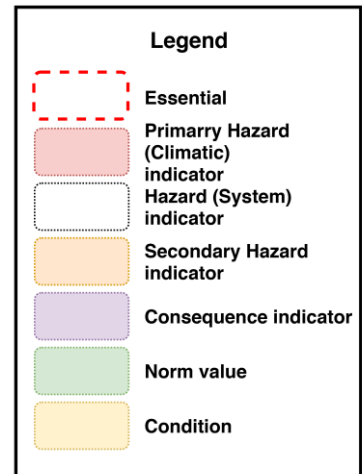 Legend
Essential
Primarry Hazard
(Climatic)
indicator
Hazard (System)
indicator
Secondary Hazard
indicator
Consequence indicator
Norm value
Condition